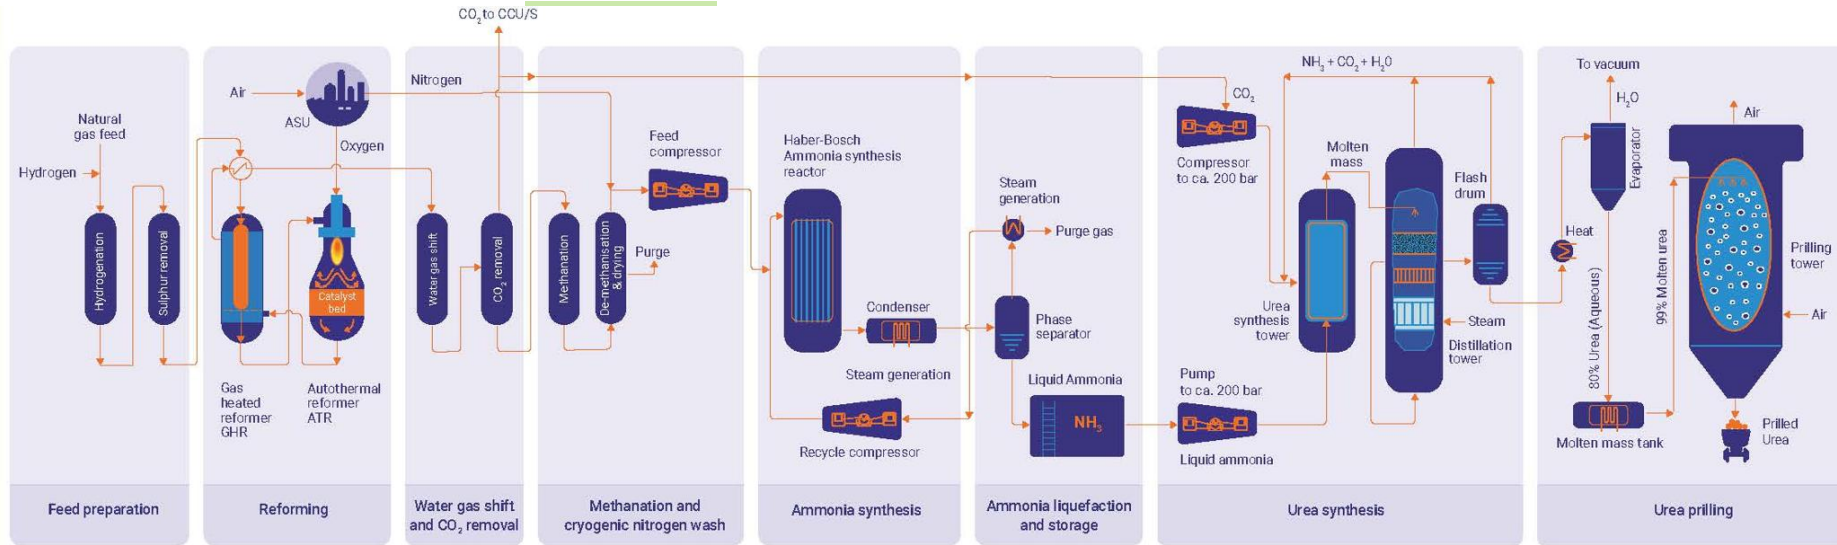 CO₂ to CCU/S
Natural
gas feed
Hydrogen
Hydrogenation
Sulphur removal
Feed preparation
Air
ASU
Oxygen
Catalyst
bed
Gas
heated
reformer
GHR
Autothermal
reformer
ATR
Reforming
Nitrogen
Water gas shift
CO₂ removal
Water gas shift
and CO₂ removal
Feed
compressor
Methanation
De-methanisation
& drying
Purge
Methanation and
cryogenic nitrogen wash
Haber-Bosch
Ammonia synthesis
reactor
Condenser
Steam generation
Recycle compressor
Ammonia synthesis
Steam
generation
Purge gas
Phase
separator
Liquid Ammonia
NH₃
Ammonia liquefaction
and storage
NH₃ + CO₂ + H₂O
CO₂
Compressor
to ca. 200 bar
Molten
mass
Flash
drum
Urea
synthesis
tower
Steam
Distillation
tower
Pump
to ca. 200 bar
Liquid ammonia
Urea synthesis
To vacuum
H₂O
Evaporator
Heat
80% Urea (Aqueous)
99% Molten urea
Molten mass tank
Air
Prilling
tower
Air
Prilled
Urea
Urea prilling